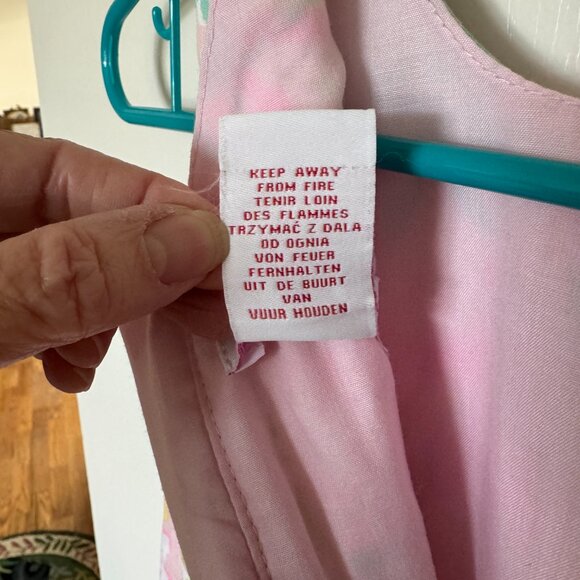 KEEP AWAY
FROM FIRE
TENIR LOIN
DES FLAMMES
TRZYMAĆ Z DALA
OD OGNIA
VON FEUER
FERNHALTEN
UIT DE BUURT
VAN
VUUR HOUDEN